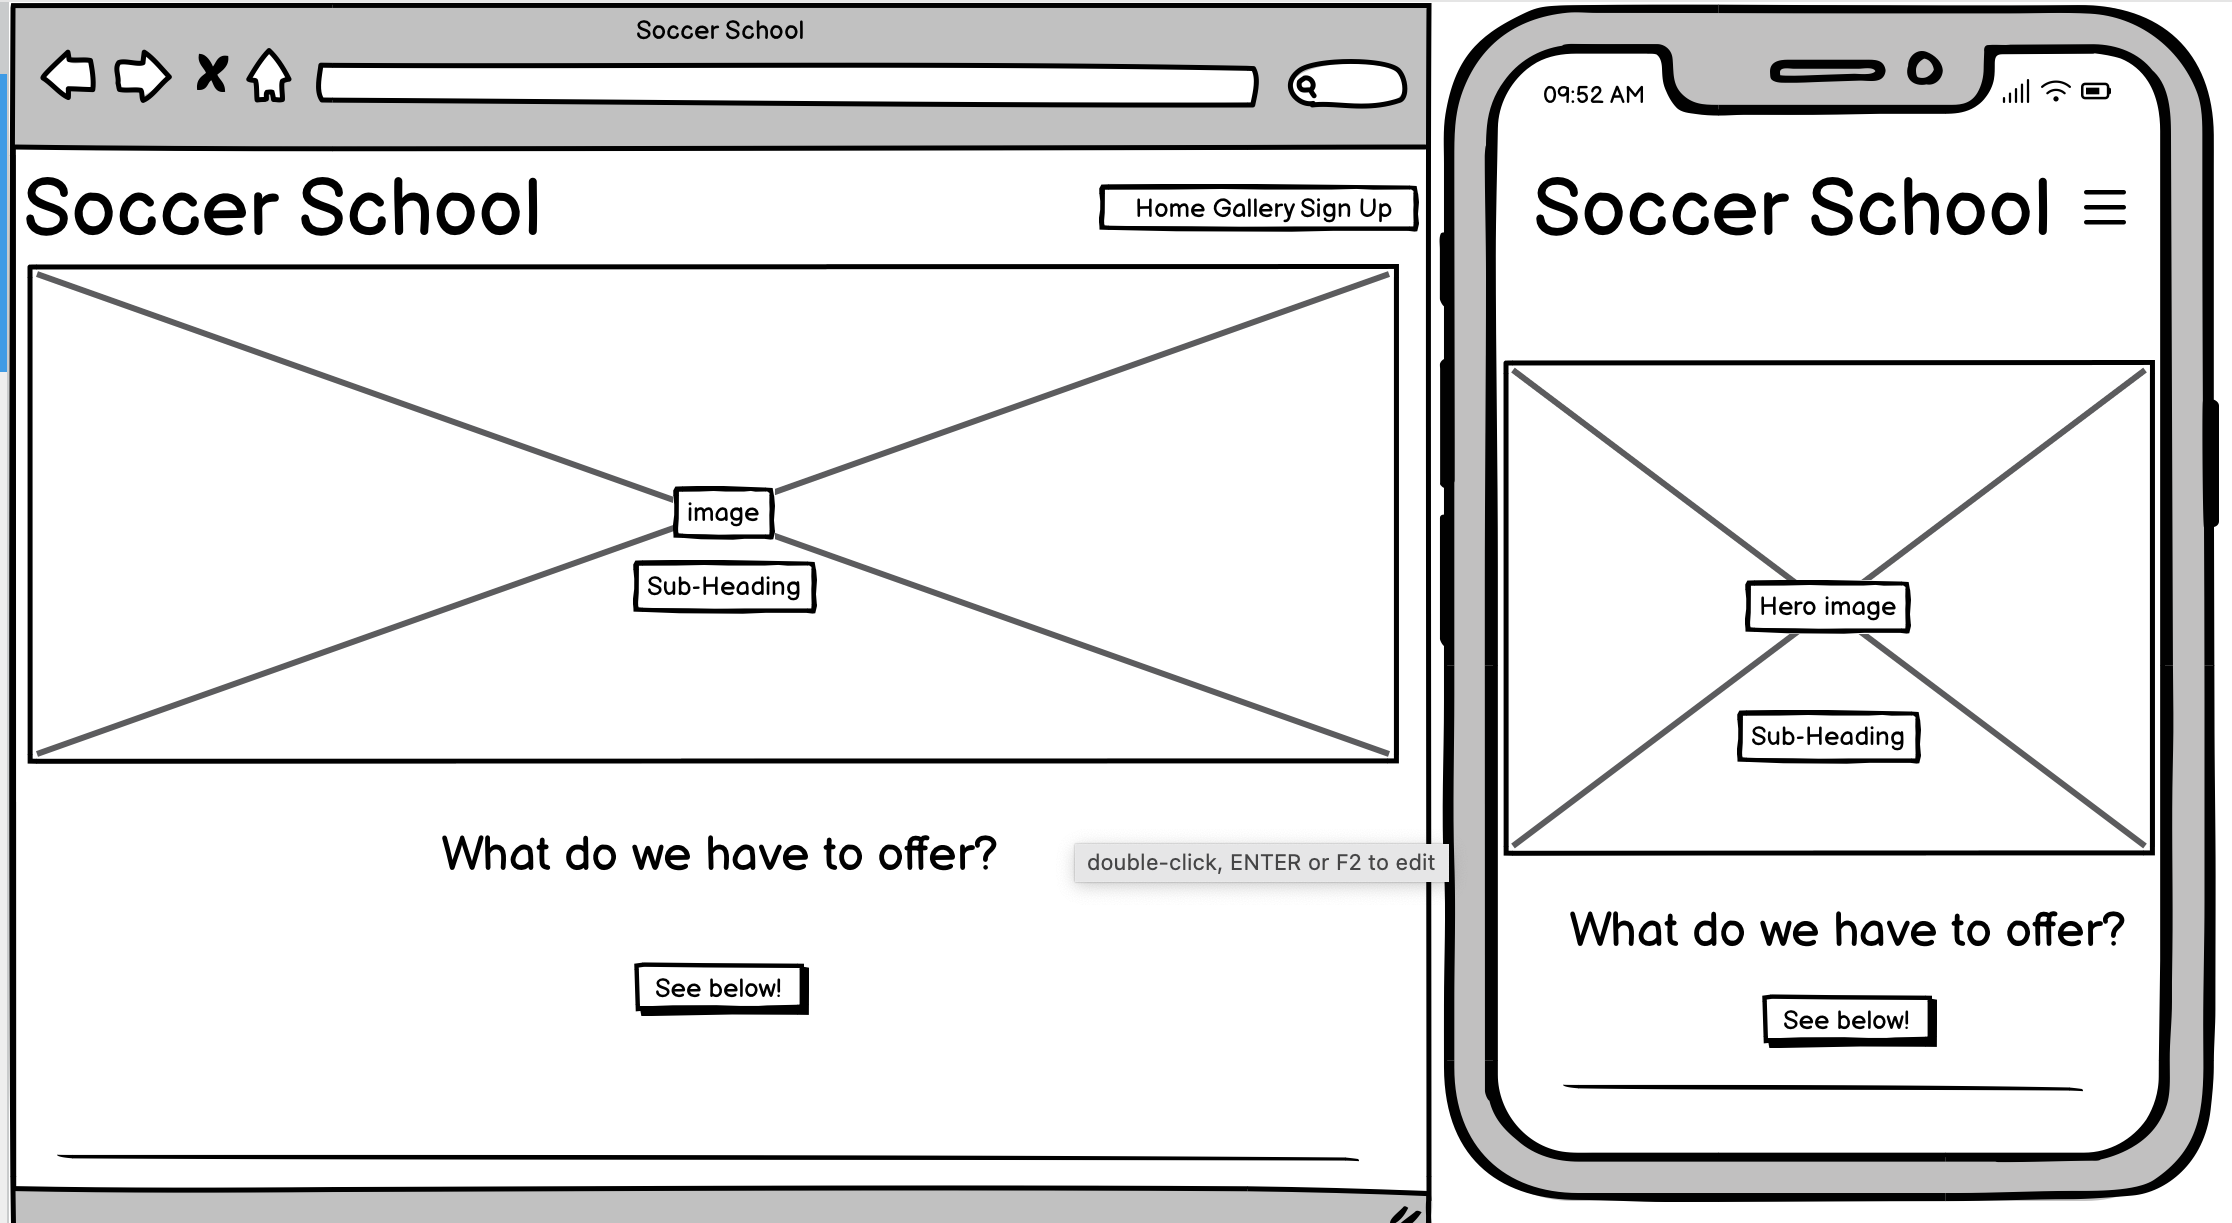 Soccer School
Soccer School
Home Gallery Sign Up
image
Sub-Heading
What do we have to offer?
double-click, ENTER or F2 to edit
See below!
09:52 AM
Soccer School
Hero image
Sub-Heading
What do we have to offer?
See below!